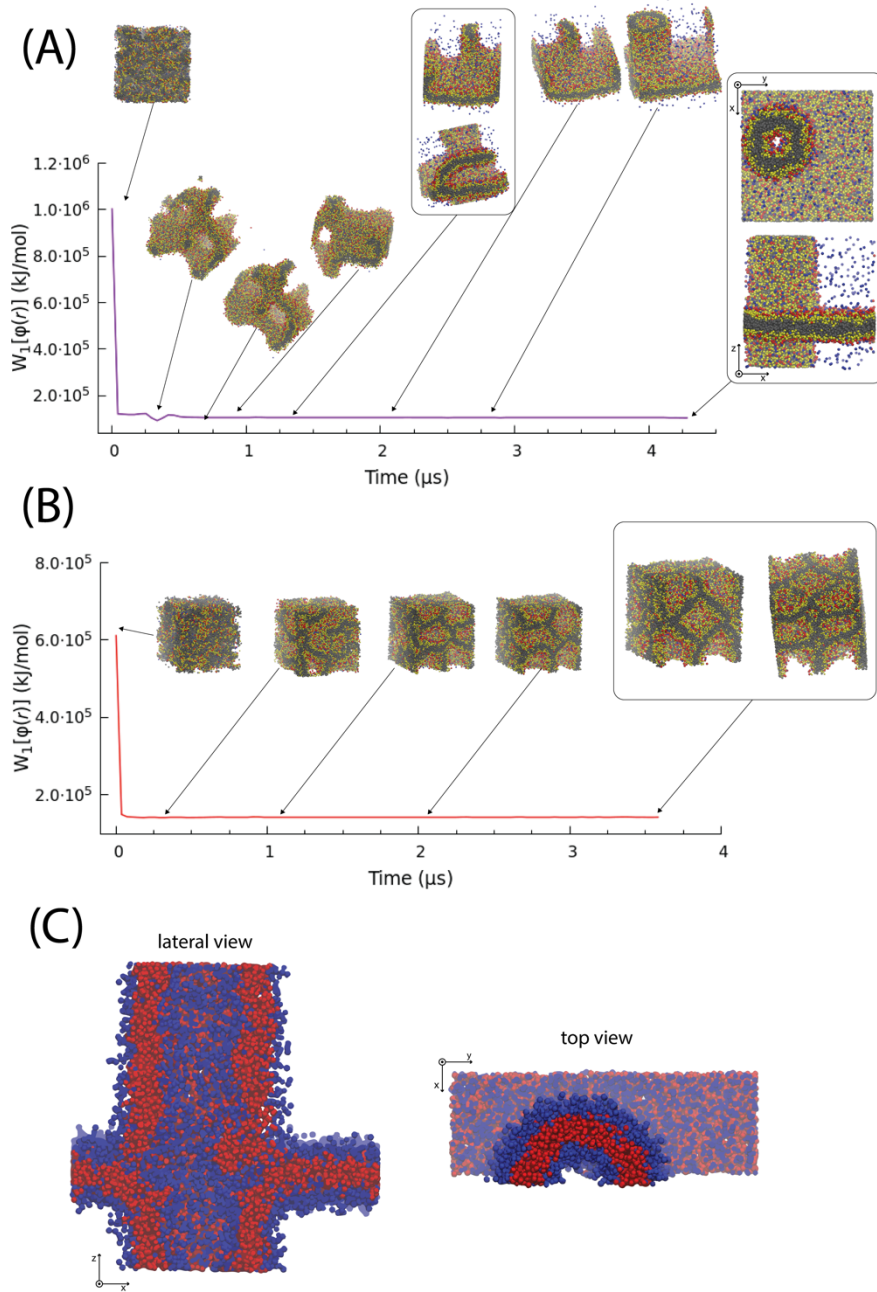 (A)
y
x
1.2·10⁶
1.0·10⁶
8.0·10⁵
6.0·10⁵
4.0·10⁵
2.0·10⁵
W₁[φ(r)] (kJ/mol)
z
x
0 1 2 3 4
Time (µs)
(B)
8.0·10⁵
6.0·10⁵
4.0·10⁵
2.0·10⁵
W₁[φ(r)] (kJ/mol)
0 1 2 3 4
Time (µs)
(C)
lateral view
top view
y
x
z
x